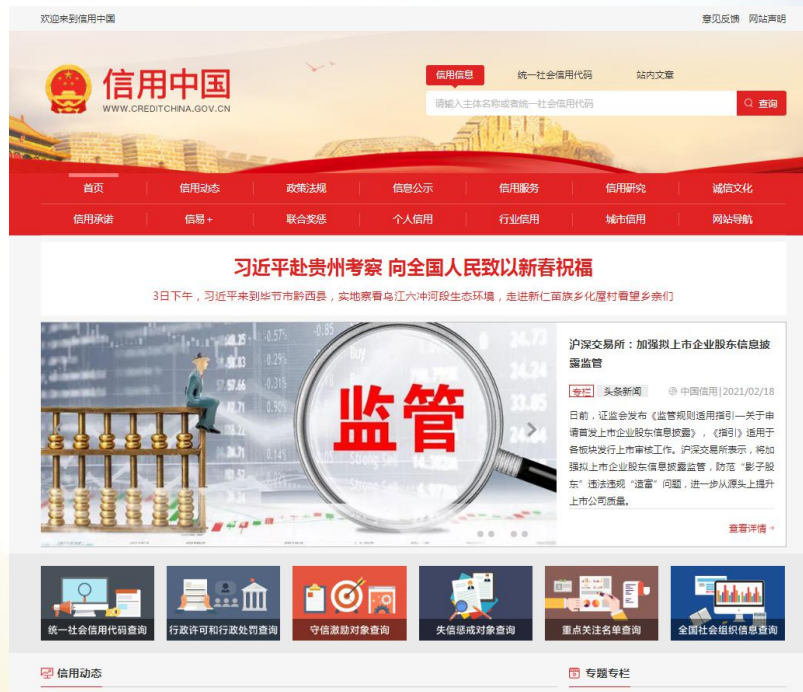 欢迎来到信用中国
意见反馈 网站声明
信用中国
WWW.CREDITCHINA.GOV.CN
信用信息 统一社会信用代码 站内文章
请输入主体名称或者统一社会信用代码
查询
首页 信用动态 政策法规 信息公示 信用服务 信用研究 诚信文化
信用承诺 信易+ 联合奖惩 个人信用 行业信用 城市信用 网站导航
习近平赴贵州考察 向全国人民致以新春祝福
3日下午，习近平来到毕节市黔西县，实地察看乌江六冲河段生态环境，走进新仁苗族乡化屋村看望乡亲们
监管
沪深交易所：加强拟上市企业股东信息披
露监管
专栏 头条新闻 中国信用|2021/02/18
日前，证监会发布《监管规则适用指引—关于申
请首发上市企业股东信息披露》，《指引》适用于
各板块发行上市审核工作。沪深交易所表示，将加
强拟上市企业股东信息披露监管，防范“影子股
东”违法违规“造富”问题，进一步从源头上提升
上市公司质量。
查看详情
统一社会信用代码查询
行政许可和行政处罚查询
守信激励对象查询
失信惩戒对象查询
重点关注名单查询
全国社会组织信息查询
信用动态
专题专栏